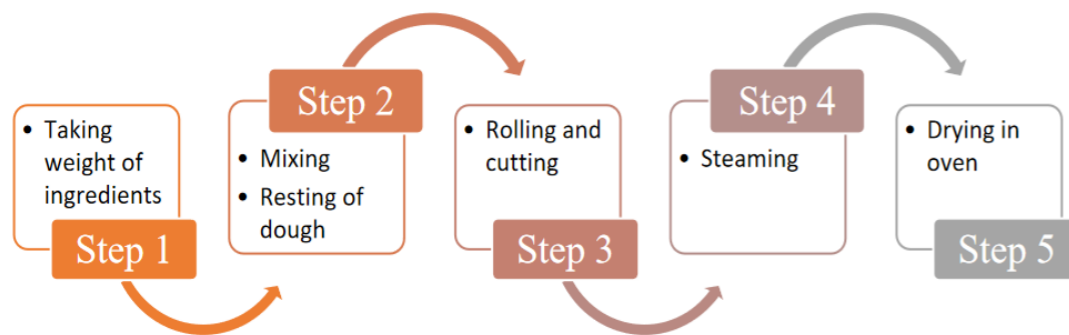 • Taking
weight of
ingredients
Step 1
Step 2
• Mixing
• Resting of
dough
• Rolling and
cutting
Step 3
Step 4
• Steaming
• Drying in
oven
Step 5